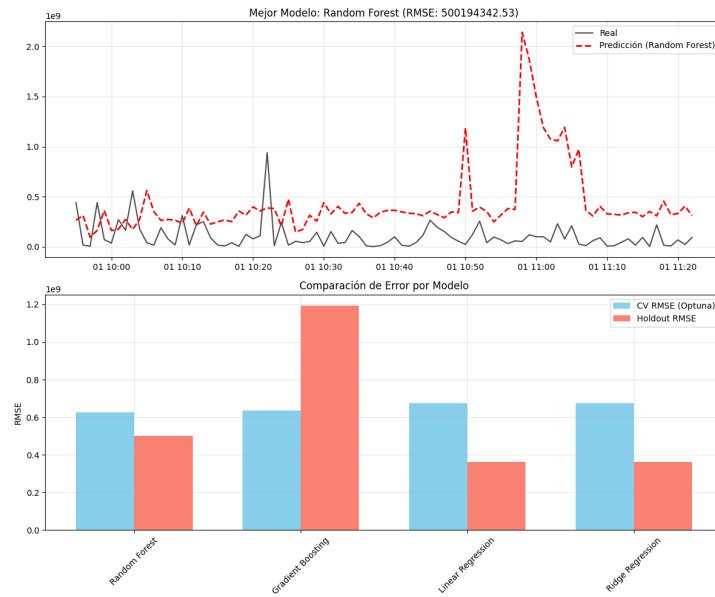 Mejor Modelo: Random Forest (RMSE: 500194342.53)
1e9
Real
Predicción (Random Forest)
2.0
1.5
1.0
0.5
0.0
01 10:00 01 10:10 01 10:20 01 10:30 01 10:40 01 10:50 01 11:00 01 11:10 01 11:20
Comparación de Error por Modelo
1e9
CV RMSE (Optuna)
Holdout RMSE
1.2
1.0
0.8
0.6
0.4
0.2
0.0
RMSE
Random Forest
Gradient Boosting
Linear Regression
Ridge Regression